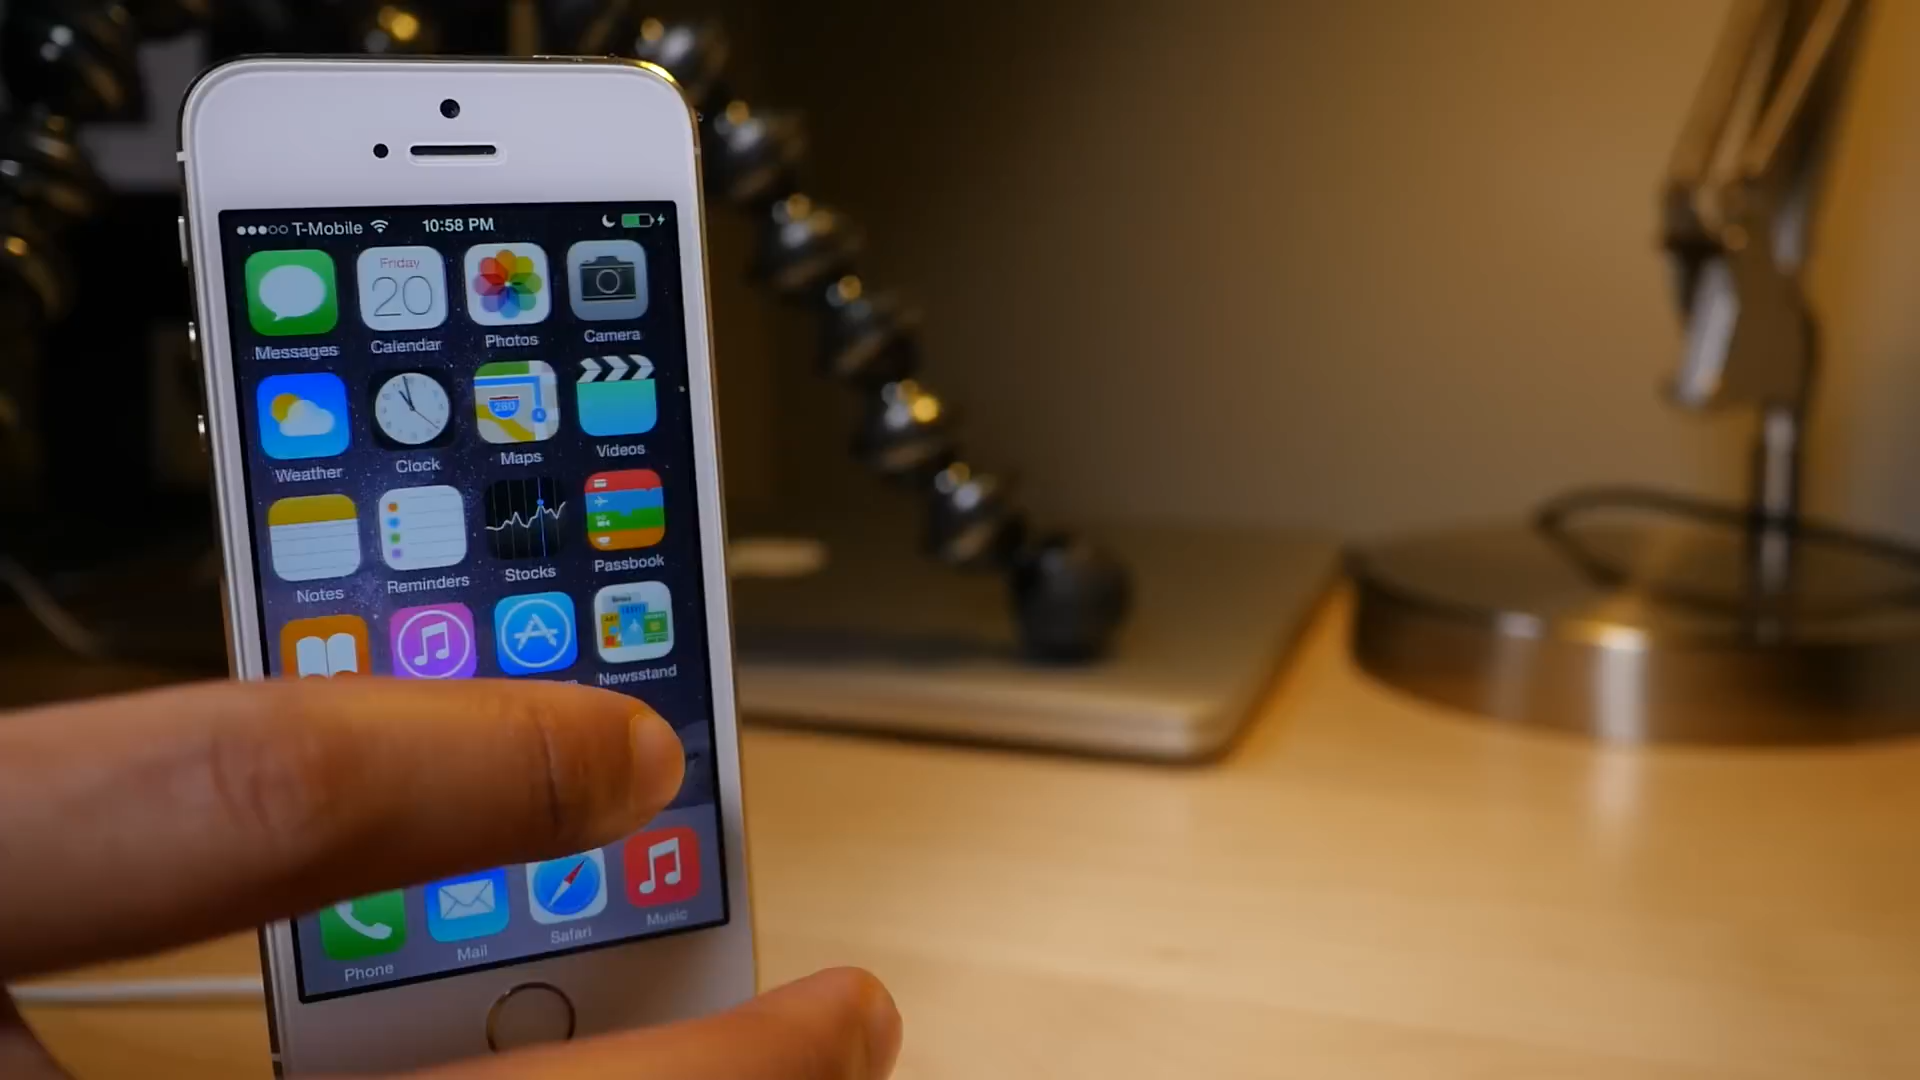 T-Mobile 10:58 PM
Friday
20
Messages Calendar Photos Camera
280
Weather Clock Maps Videos
Notes Reminders Stocks Passbook
Newsstand
Phone Mail Safari Music